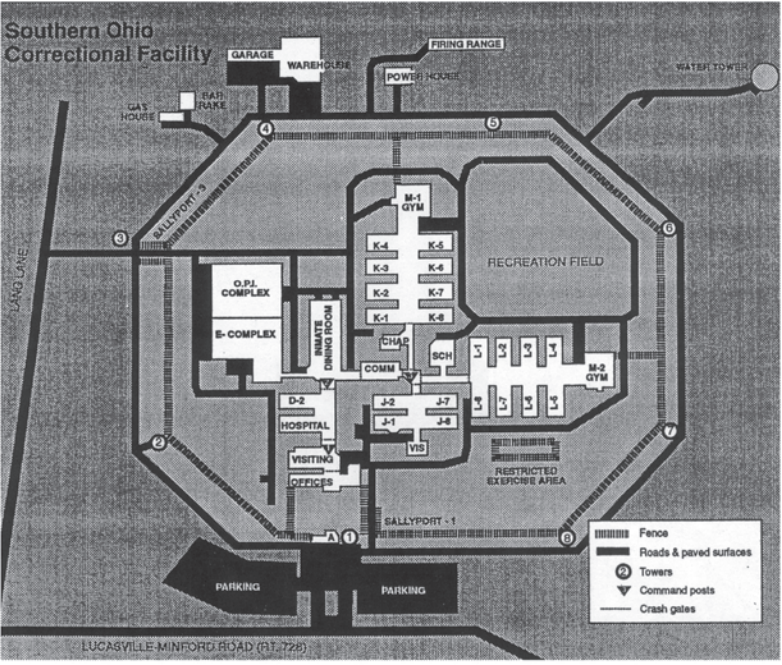 Southern Ohio
Correctional Facility
GARAGE
WAREHOUSE
FIRING RANGE
POWER HOUSE
WATER TOWER
GAS
HOUSE
BAR
RAKE
4
5
SALLYPORT - 3
3
6
LANG LANE
M-1
GYM
K-4
K-5
K-3
K-6
K-2
K-7
K-1
K-8
RECREATION FIELD
O.P.I.
COMPLEX
E- COMPLEX
INMATE
DINING ROOM
CHAP
COMM
SCH
L-1
L-2
L-3
L-4
M-2
GYM
L-8
L-7
L-6
L-5
D-2
HOSPITAL
J-2
J-7
J-1
J-8
VIS
VISITING
OFFICES
2
7
RESTRICTED
EXERCISE AREA
SALLYPORT - 1
A
1
8
PARKING
PARKING
LUCASVILLE-MINFORD ROAD (RT. 728)
Fence
Roads & paved surfaces
2
Towers
Command posts
Crash gates